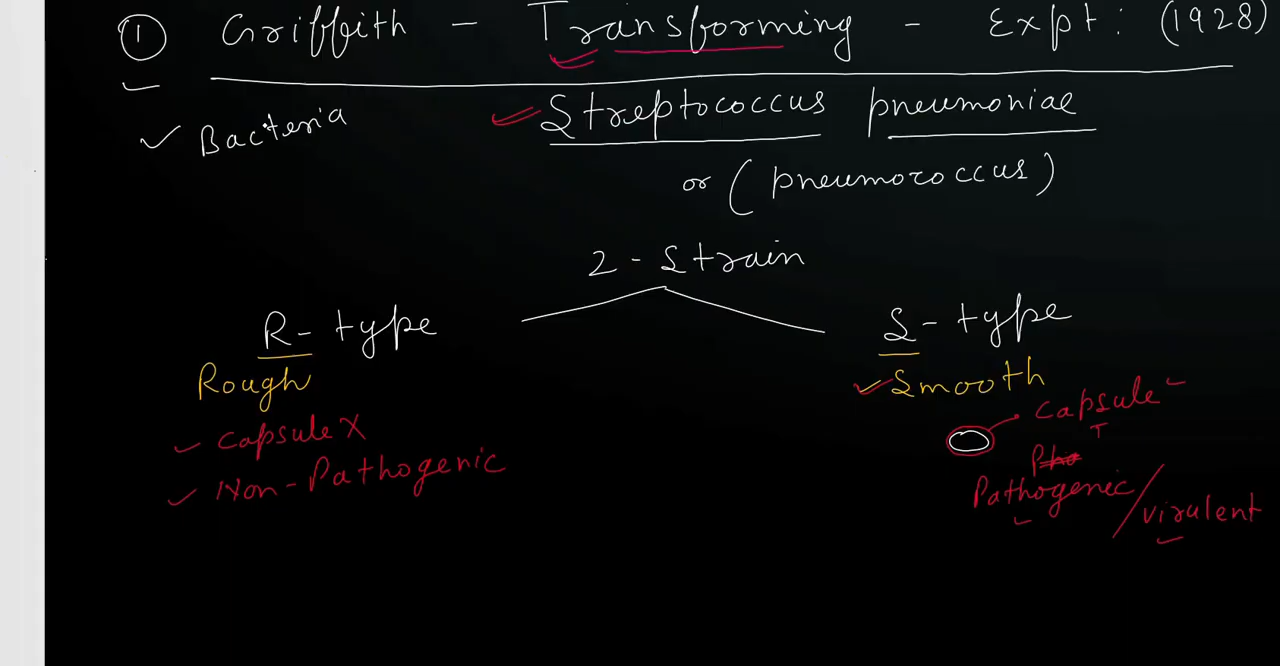 ① Griffith - Transforming - Expt: (1928)
Bacteria Streptococcus pneumoniae
or (pneumococcus)
2 - Strain
R - type S - type
Rough Smooth
Capsule X Capsule
Non - Pathogenic Pathogenic / virulent